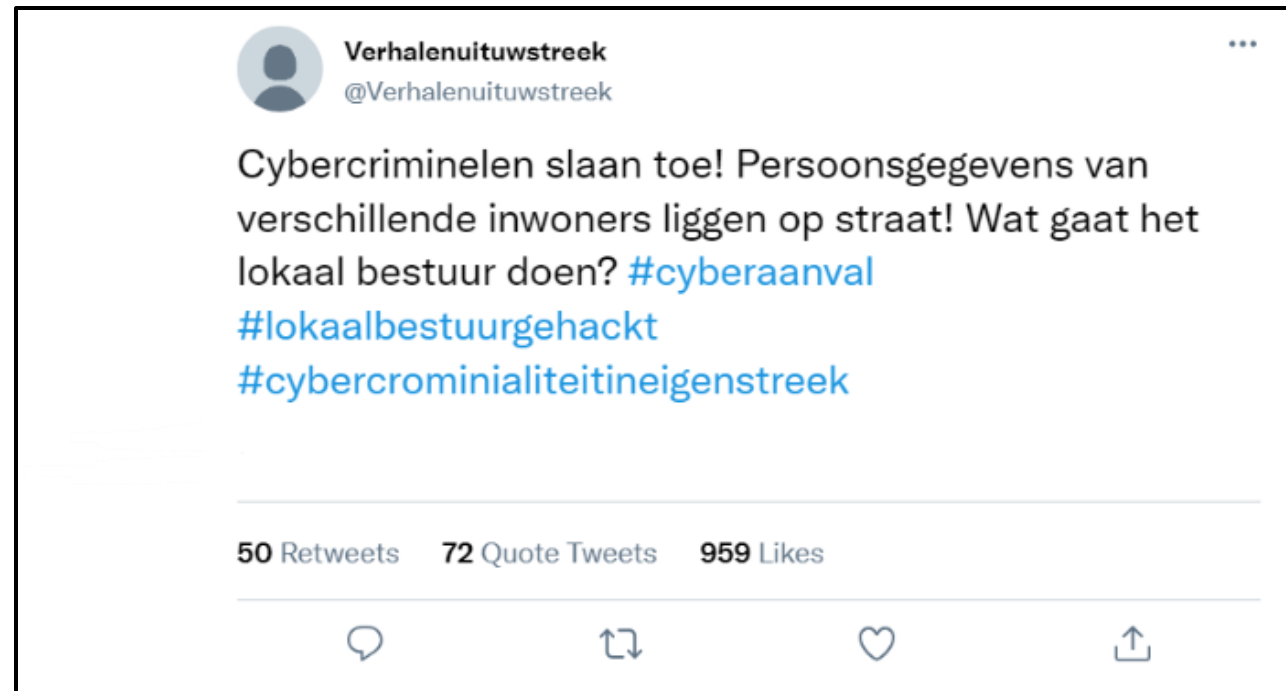 Verhalenuituwstreek
@Verhalenuituwstreek
Cybercriminelen slaan toe! Persoonsgegevens van
verschillende inwoners liggen op straat! Wat gaat het
lokaal bestuur doen? #cyberaanval
#lokaalbestuurgehackt
#cybercrominialiteitineigenstreek
50 Retweets 72 Quote Tweets 959 Likes